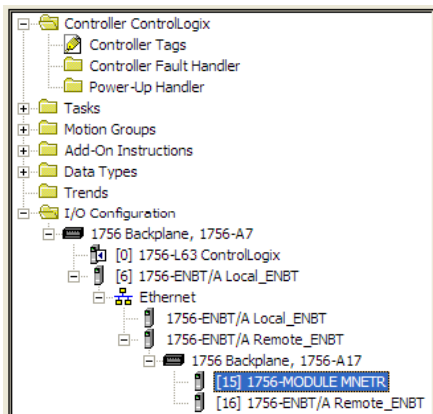 Controller ControlLogix
Controller Tags
Controller Fault Handler
Power-Up Handler
Tasks
Motion Groups
Add-On Instructions
Data Types
Trends
I/O Configuration
1756 Backplane, 1756-A7
[0] 1756-L63 ControlLogix
[6] 1756-ENBT/A Local_ENBT
Ethernet
1756-ENBT/A Local_ENBT
1756-ENBT/A Remote_ENBT
1756 Backplane, 1756-A17
[15] 1756-MODULE MNETR
[16] 1756-ENBT/A Remote_ENBT